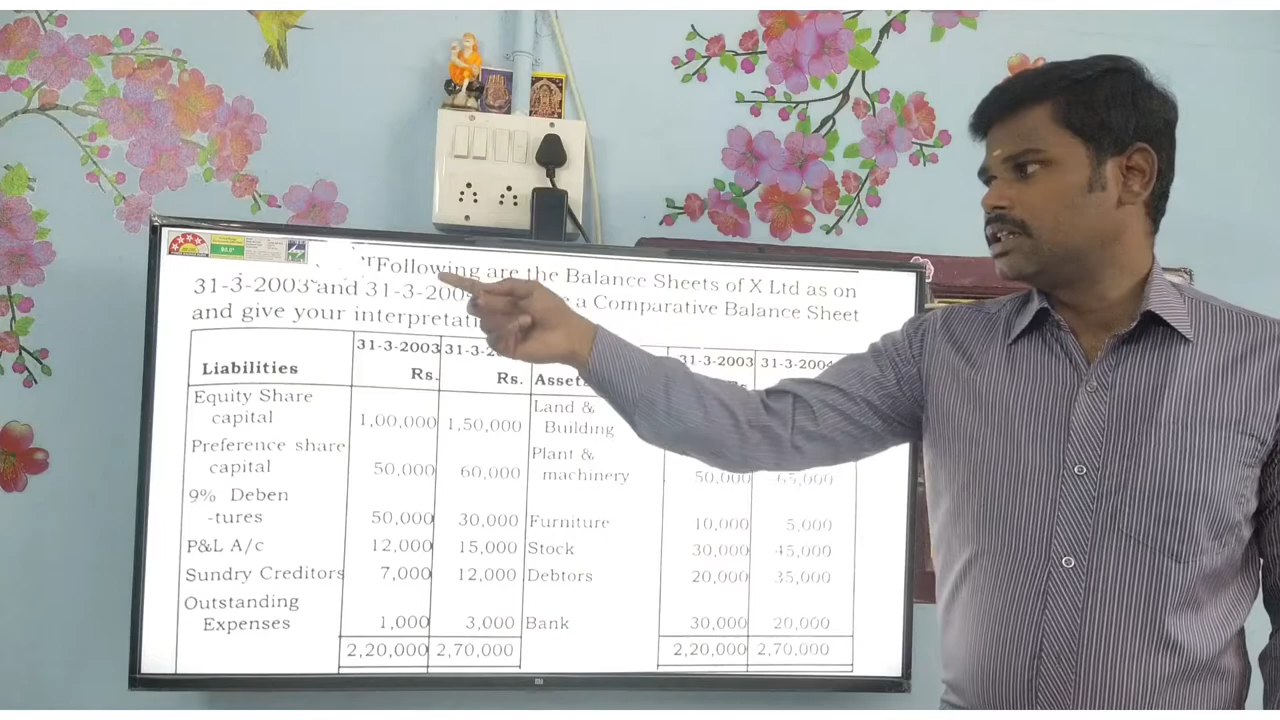 Following are the Balance Sheets of X Ltd as on
31-3-2003 and 31-3-2004 a Comparative Balance Sheet
and give your
Liabilities 31-3-2003 Rs. Rs. 31-3-2003 31-3-2004
Equity Share capital 1,00,000 1,50,000 Land & Building
Preference share capital 50,000 60,000 Plant & machinery 50,000 65,000
9% Deben -tures 50,000 30,000 Furniture 10,000 5,000
P&L A/c 12,000 15,000 Stock 30,000 45,000
Sundry Creditors 7,000 12,000 Debtors 20,000 35,000
Outstanding Expenses 1,000 3,000 Bank 30,000 20,000
2,20,000 2,70,000 2,20,000 2,70,000
mi